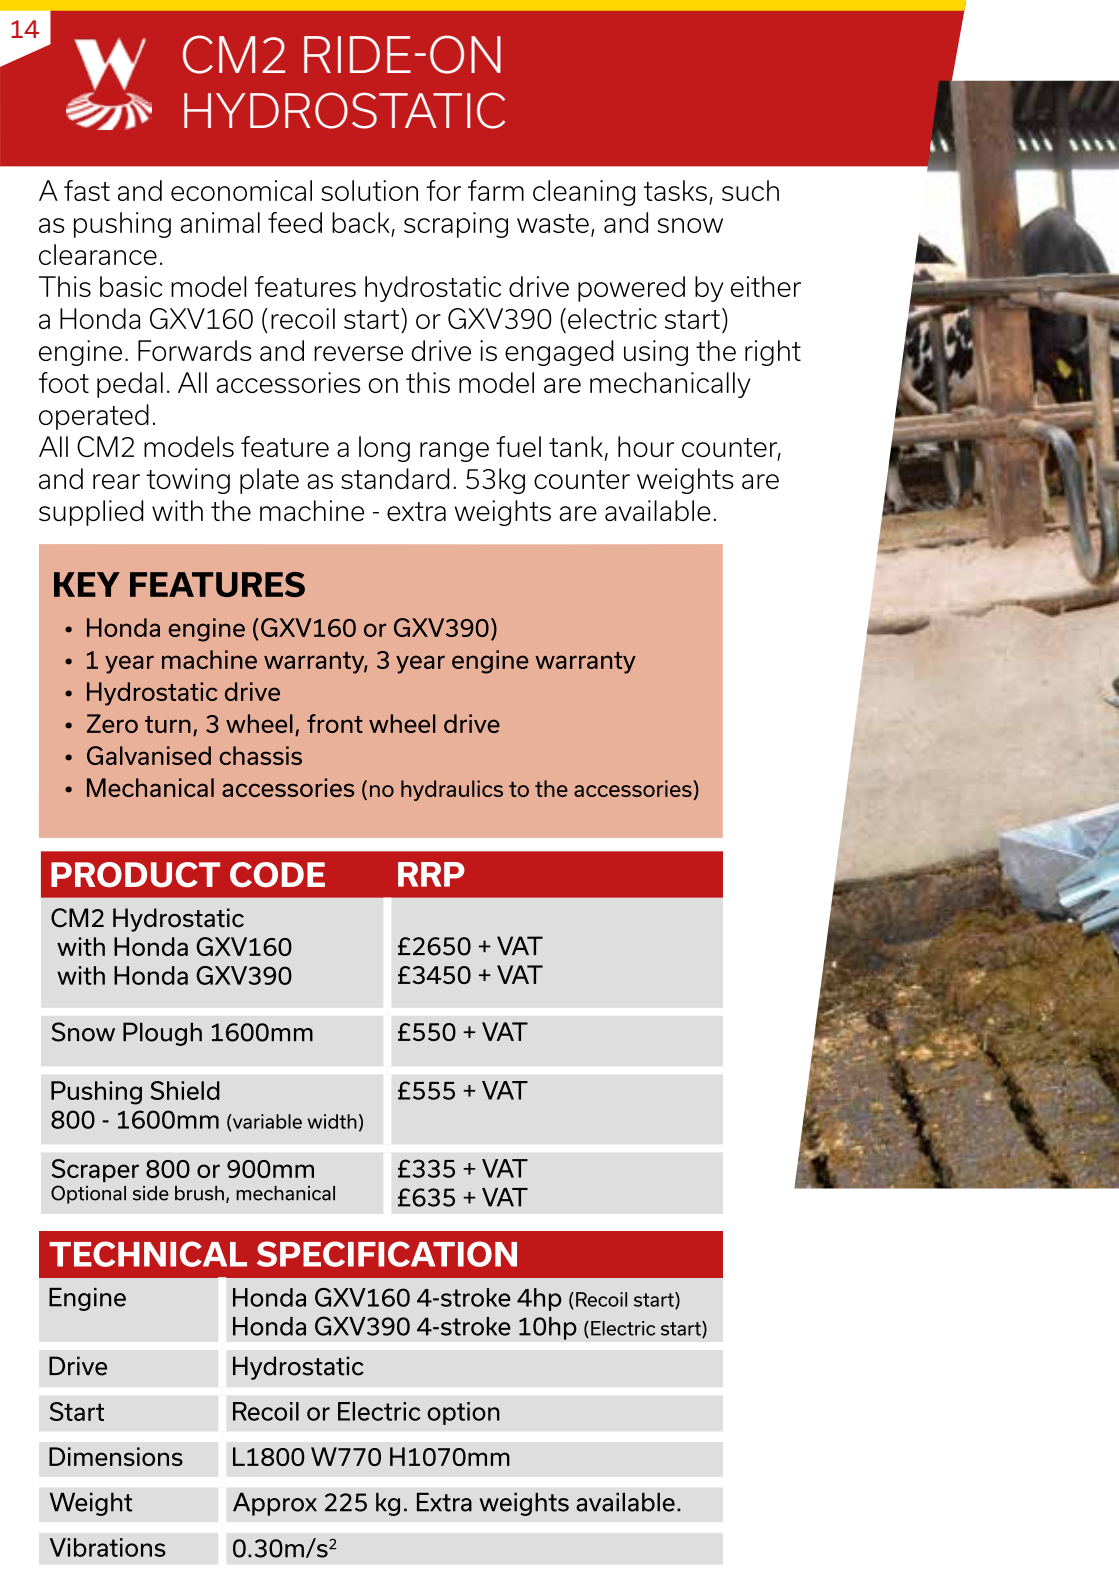 14
W
CM2 RIDE-ON
HYDROSTATIC
A fast and economical solution for farm cleaning tasks, such
as pushing animal feed back, scraping waste, and snow
clearance.
This basic model features hydrostatic drive powered by either
a Honda GXV160 (recoil start) or GXV390 (electric start)
engine. Forwards and reverse drive is engaged using the right
foot pedal. All accessories on this model are mechanically
operated.
All CM2 models feature a long range fuel tank, hour counter,
and rear towing plate as standard. 53kg counter weights are
supplied with the machine - extra weights are available.
KEY FEATURES
• Honda engine (GXV160 or GXV390)
• 1 year machine warranty, 3 year engine warranty
• Hydrostatic drive
• Zero turn, 3 wheel, front wheel drive
• Galvanised chassis
• Mechanical accessories (no hydraulics to the accessories)
PRODUCT CODE RRP
CM2 Hydrostatic
with Honda GXV160 £2650 + VAT
with Honda GXV390 £3450 + VAT
Snow Plough 1600mm £550 + VAT
Pushing Shield £555 + VAT
800 - 1600mm (variable width)
Scraper 800 or 900mm £335 + VAT
Optional side brush, mechanical £635 + VAT
TECHNICAL SPECIFICATION
Engine Honda GXV160 4-stroke 4hp (Recoil start)
Honda GXV390 4-stroke 10hp (Electric start)
Drive Hydrostatic
Start Recoil or Electric option
Dimensions L1800 W770 H1070mm
Weight Approx 225 kg. Extra weights available.
Vibrations 0.30m/s²